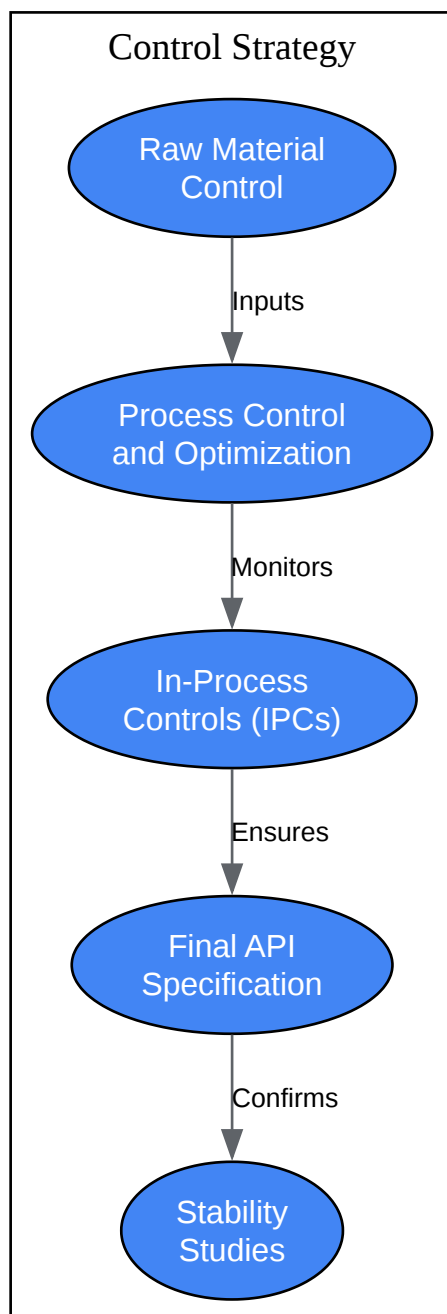 Control Strategy
Raw Material
Control
Inputs
Process Control
and Optimization
Monitors
In-Process
Controls (IPCs)
Ensures
Final API
Specification
Confirms
Stability
Studies